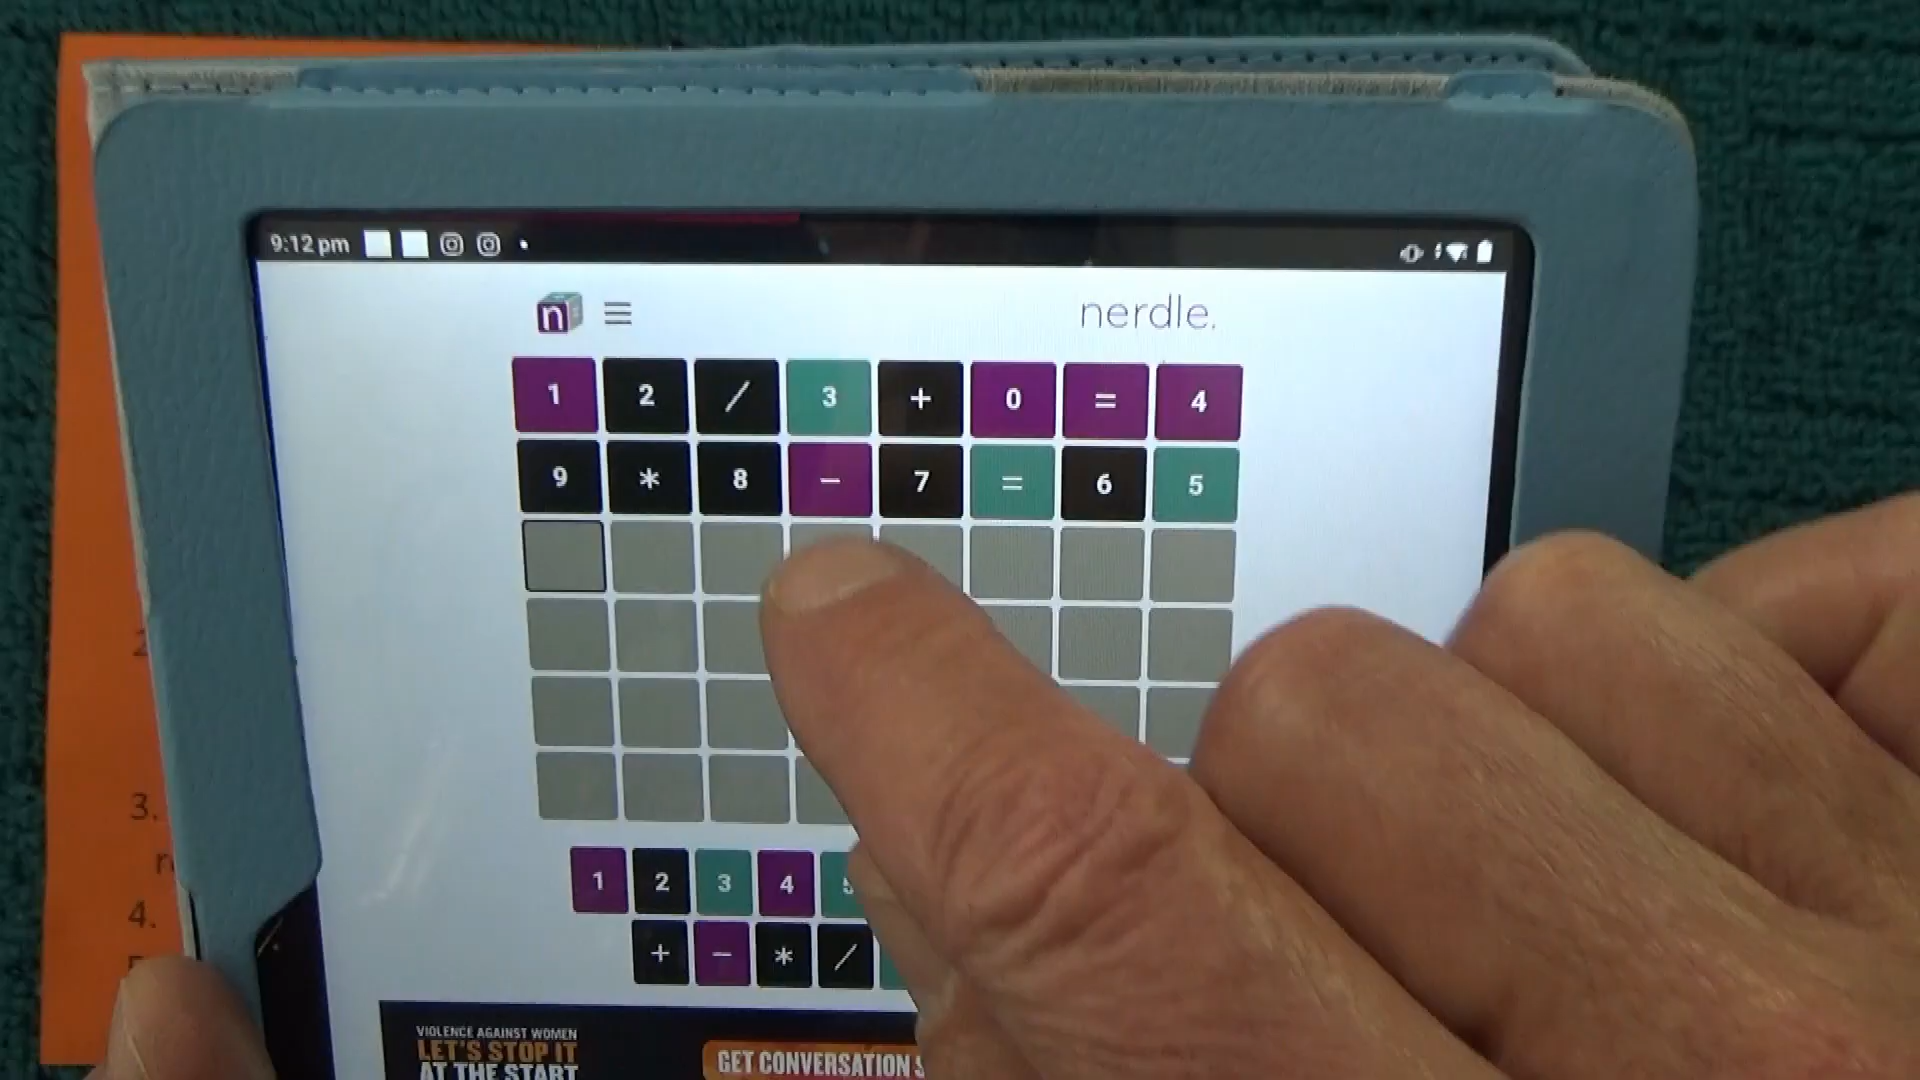 9:12 pm
n nerdle.
1 2 / 3 + 0 = 4
9 * 8 - 7 = 6 5
1 2 3 4
+ - * /
2
3.
4.
VIOLENCE AGAINST WOMEN
LET'S STOP IT
AT THE START
GET CONVERSATION